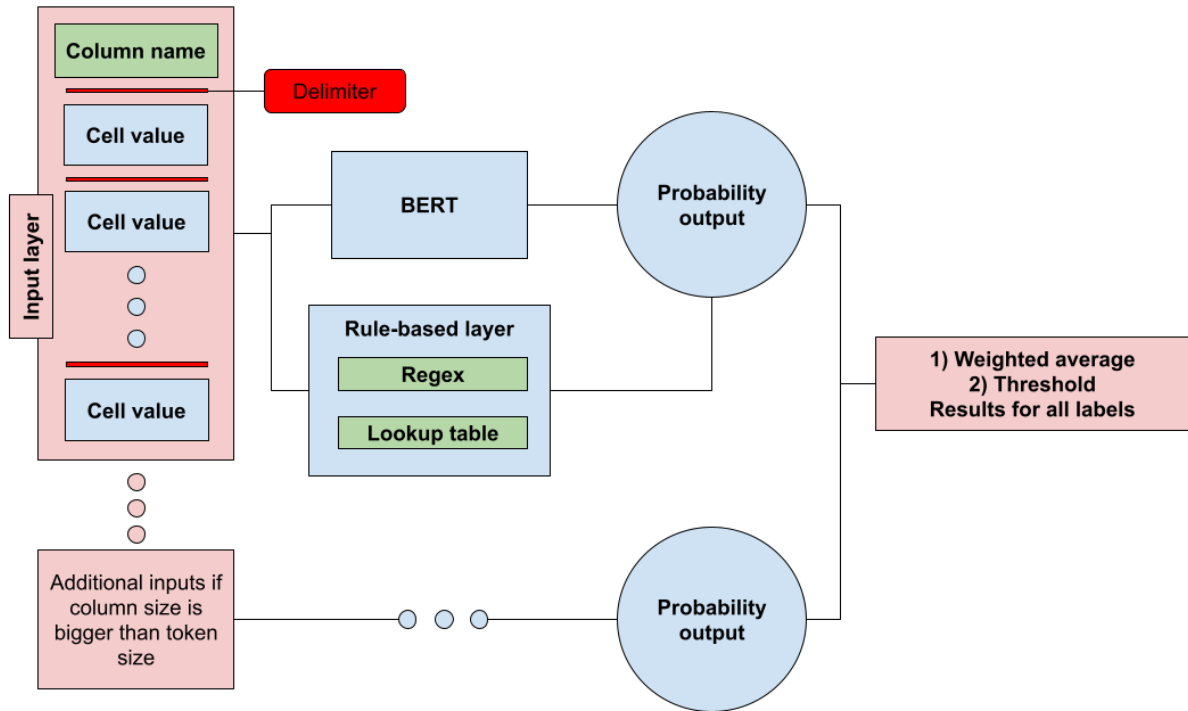 Column name
Delimiter
Cell value
Input layer
Cell value
Cell value
BERT
Probability
output
Rule-based layer
Regex
Lookup table
1) Weighted average
2) Threshold
Results for all labels
Additional inputs if
column size is
bigger than token
size
Probability
output